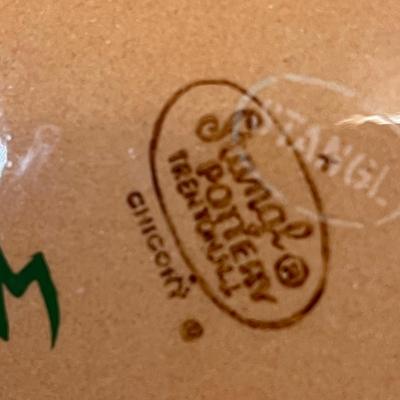 Stangl ®
POTTERY
TRENTON, N.J.
CHICORY
®
STANGL
M